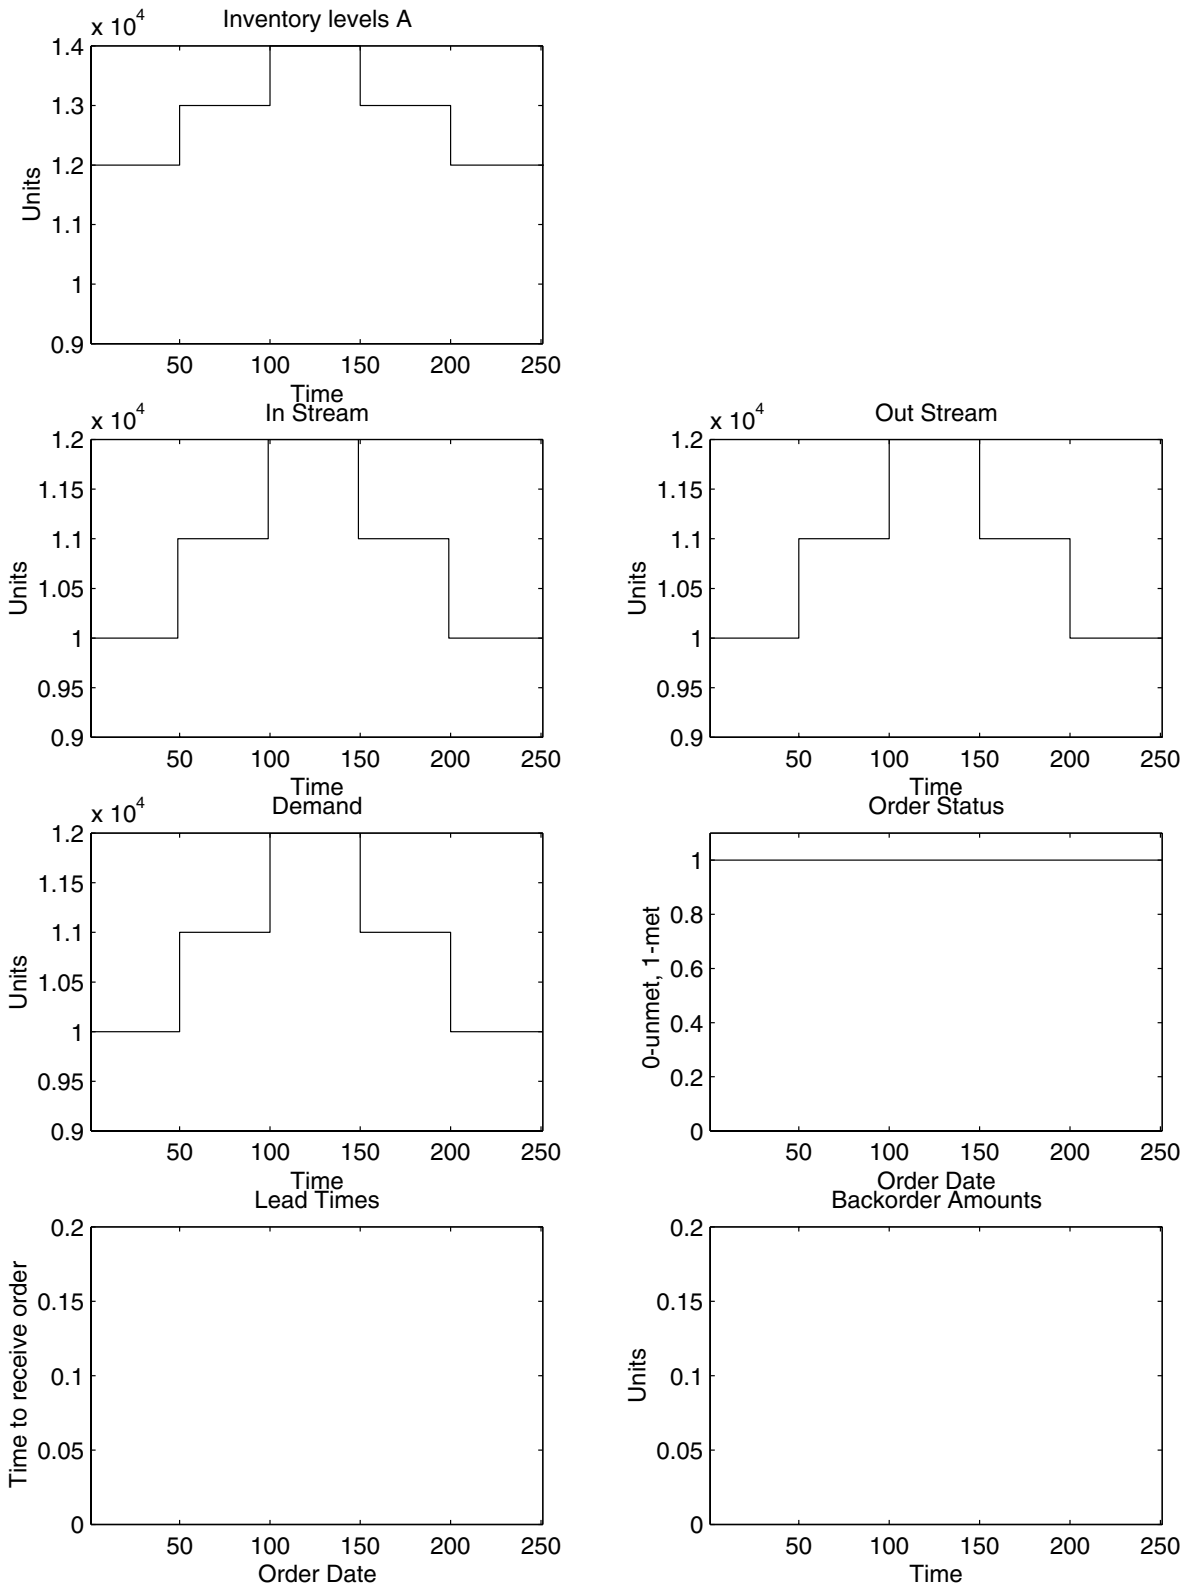 Inventory levels A
x 10^4
1.4
1.3
1.2
1.1
1
0.9
Units
50 100 150 200 250
Time
In Stream
x 10^4
1.2
1.15
1.1
1.05
1
0.95
0.9
Units
50 100 150 200 250
Time
Out Stream
x 10^4
1.2
1.15
1.1
1.05
1
0.95
0.9
Units
50 100 150 200 250
Time
Demand
x 10^4
1.2
1.15
1.1
1.05
1
0.95
0.9
Units
50 100 150 200 250
Time
Order Status
1
0.8
0.6
0.4
0.2
0
0-unmet, 1-met
50 100 150 200 250
Order Date
Lead Times
0.2
0.15
0.1
0.05
0
Time to receive order
50 100 150 200 250
Order Date
Backorder Amounts
0.2
0.15
0.1
0.05
0
Units
50 100 150 200 250
Time